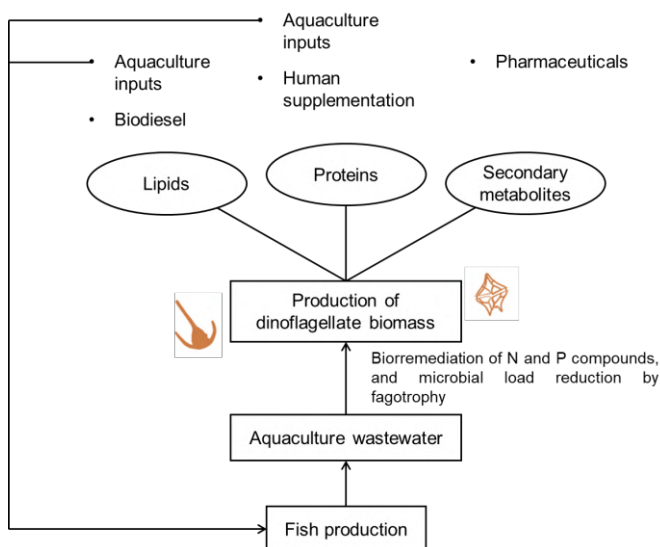 • Aquaculture
inputs
• Human
supplementation
• Aquaculture
inputs
• Biodiesel
• Pharmaceuticals
Lipids
Proteins
Secondary
metabolites
Production of
dinoflagellate biomass
Biorremediation of N and P compounds,
and microbial load reduction by
fagotrophy
Aquaculture wastewater
Fish production